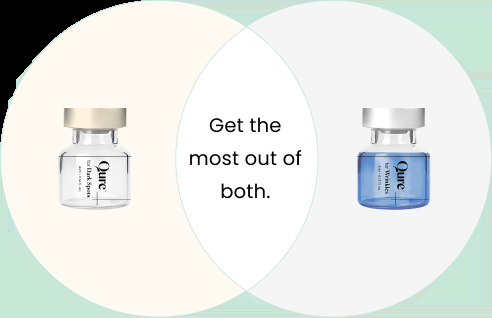 Get the
most out of
both.
Qure
for Dark Spots
Qure
for Wrinkles